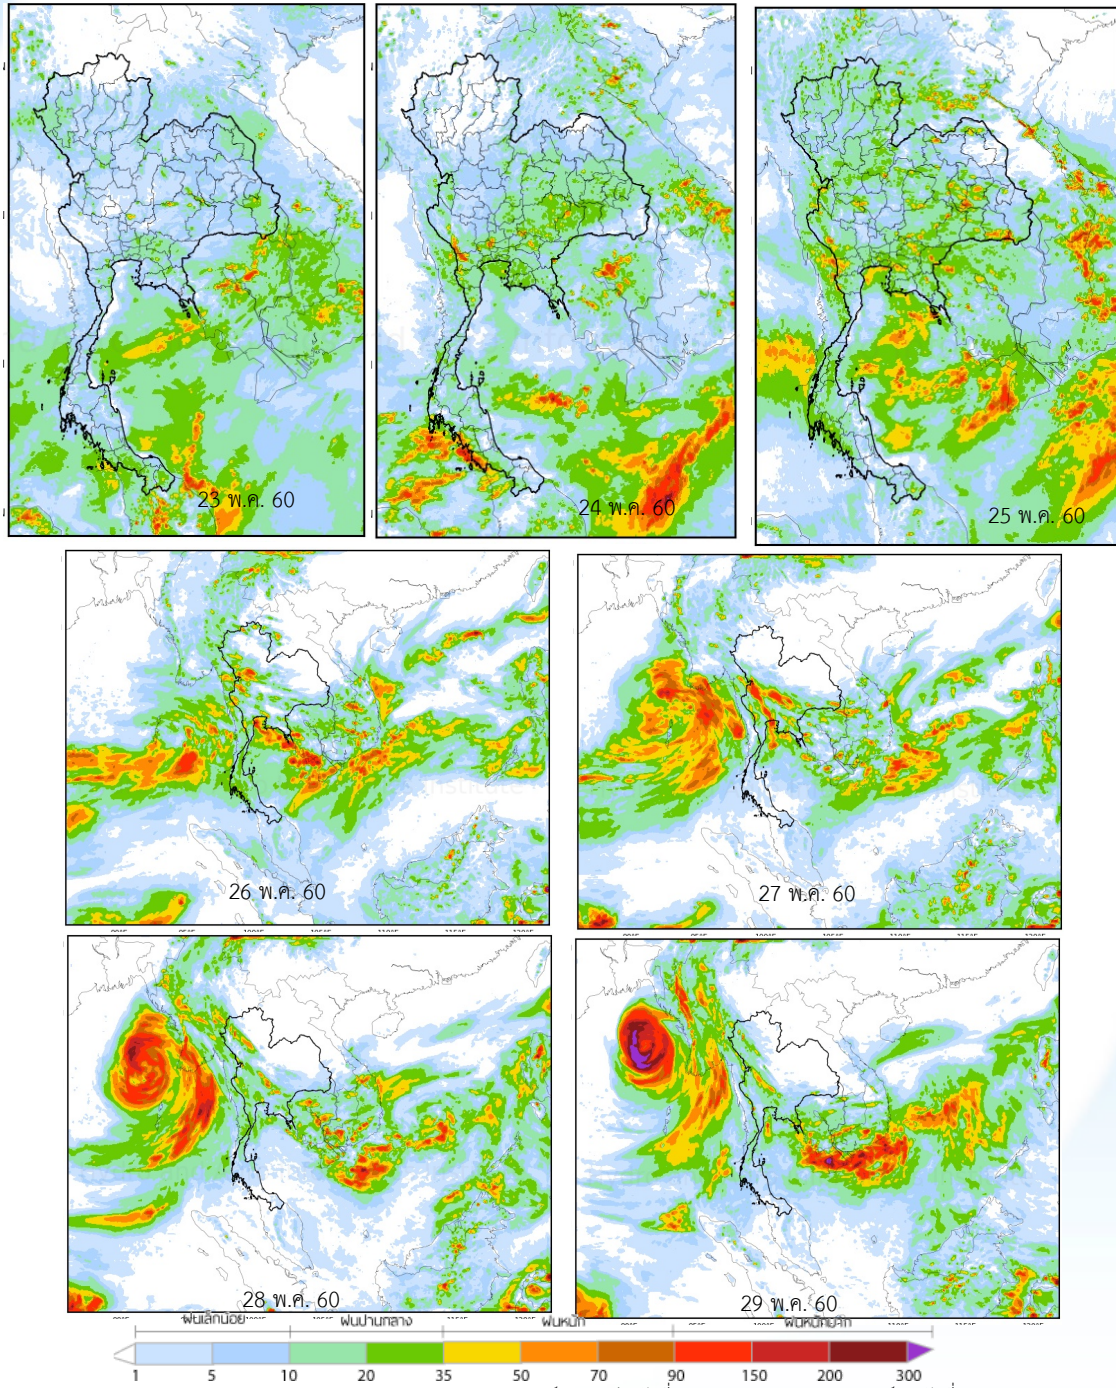 23 พ.ค. 60
24 พ.ค. 60
25 พ.ค. 60
26 พ.ค. 60
27 พ.ค. 60
28 พ.ค. 60
29 พ.ค. 60
ฝนเล็กน้อย ฝนปานกลาง ฝนหนัก ฝนหนักมาก
1 5 10 20 35 50 70 90 150 200 300